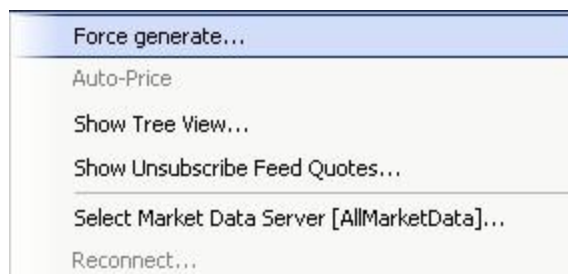 Force generate...
Auto-Price
Show Tree View...
Show Unsubscribe Feed Quotes...
Select Market Data Server [AllMarketData]...
Reconnect...